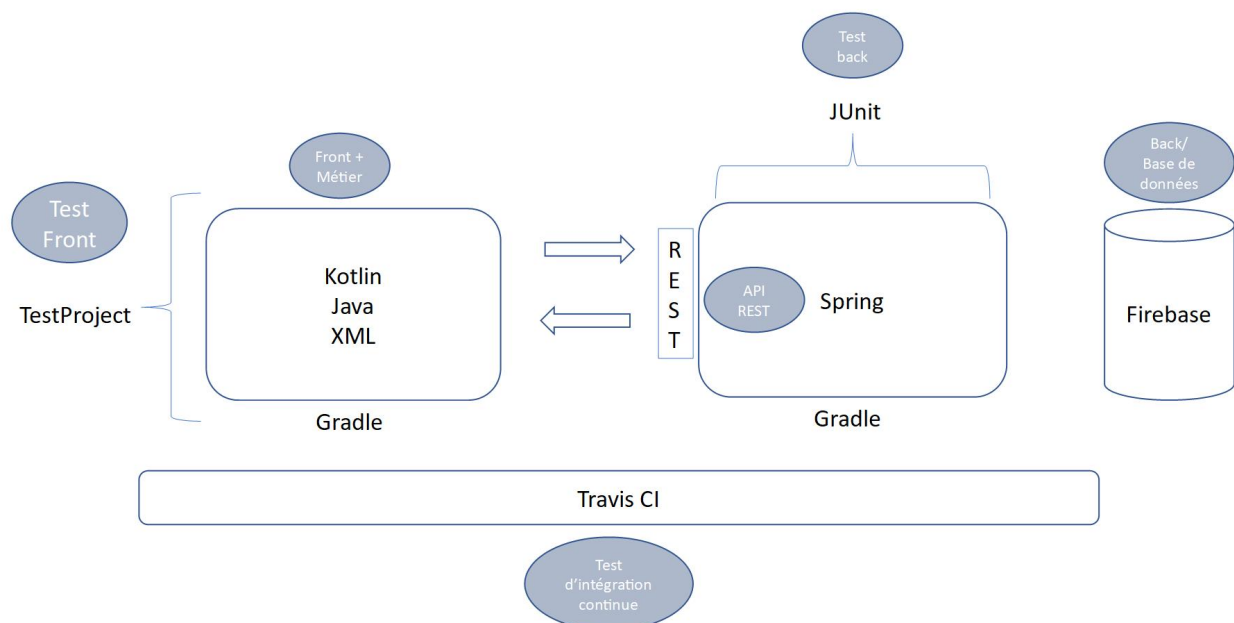 Test
back
JUnit
Front +
Métier
Back/
Base de
données
Test
Front
TestProject
Kotlin
Java
XML
Gradle
R
E
S
T
API
REST
Spring
Gradle
Firebase
Travis CI
Test
d'intégration
continue